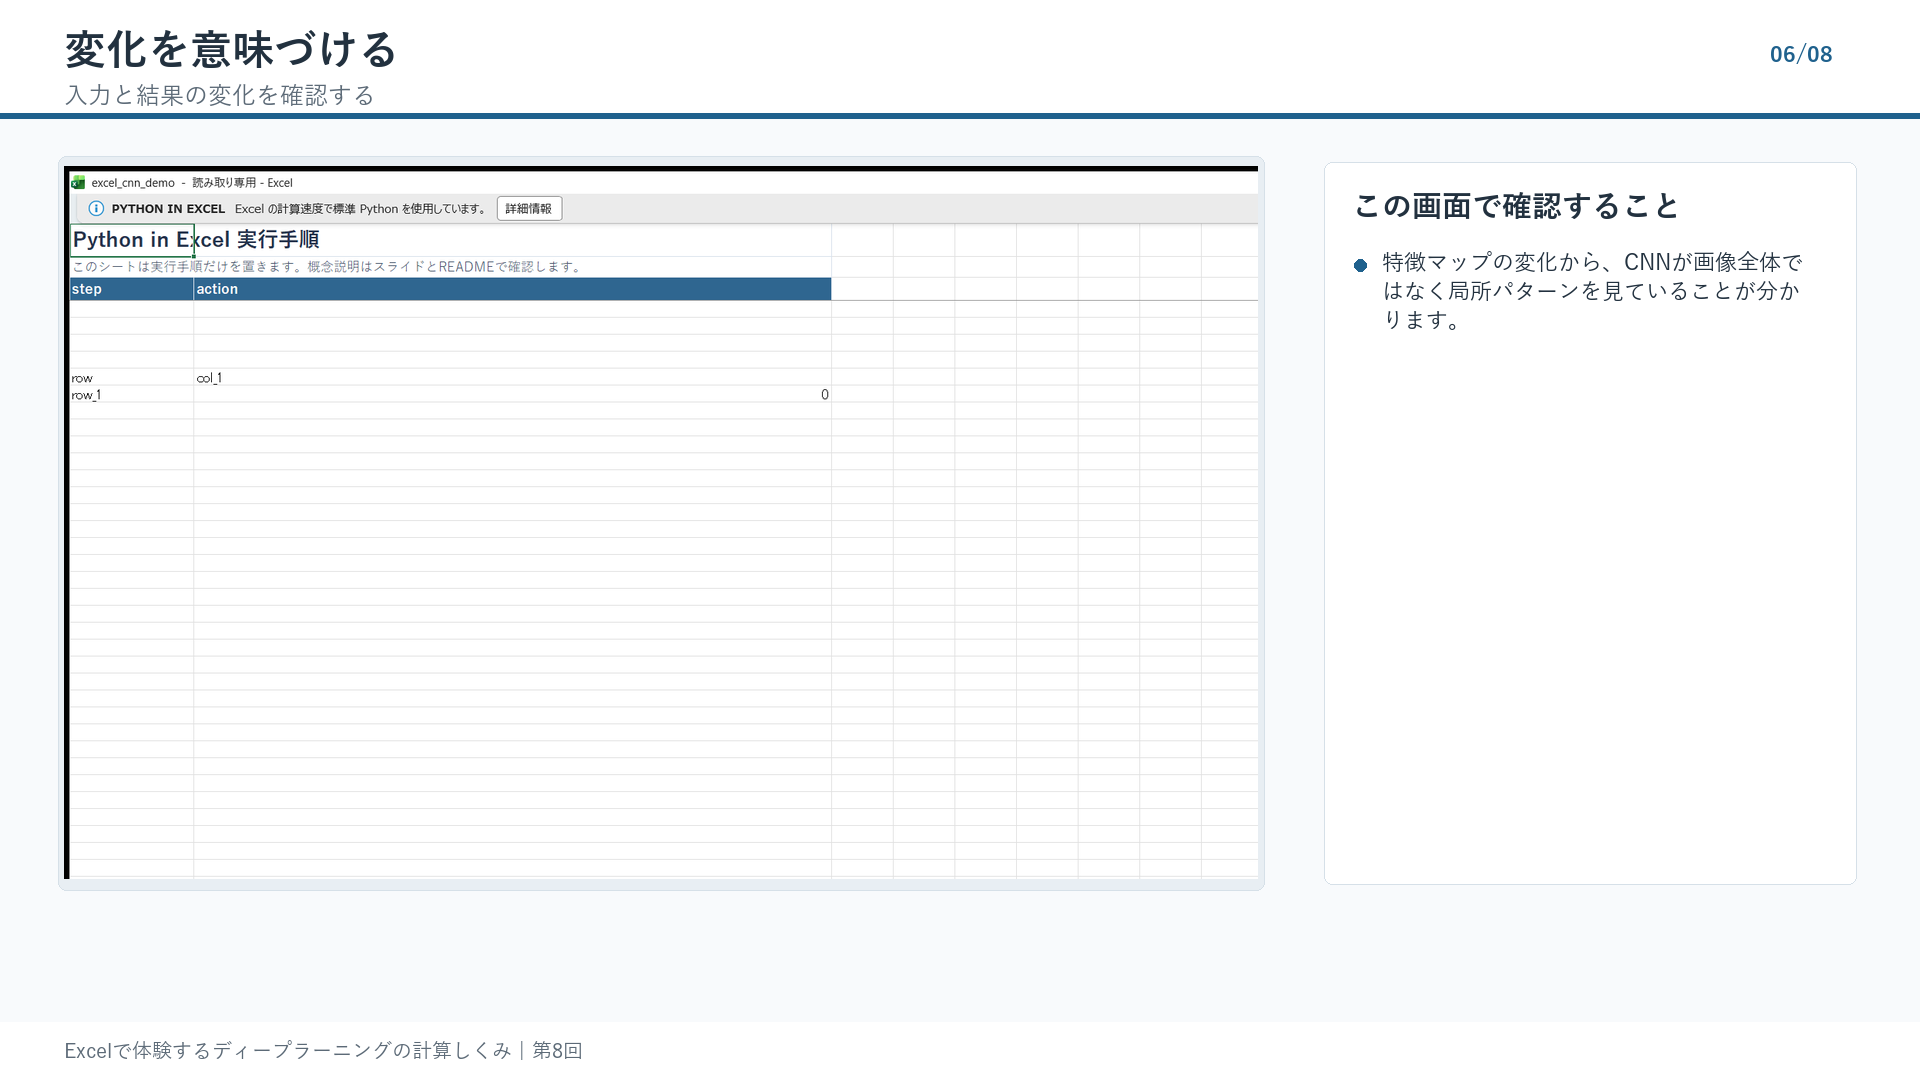 変化を意味づける
入力と結果の変化を確認する
06/08
excel_cnn_demo - 読み取り専用 - Excel
PYTHON IN EXCEL Excel の計算速度で標準 Python を使用しています。 詳細情報
Python in Excel 実行手順
このシートは実行手順だけを置きます。概念説明はスライドとREADMEで確認します。
step action
row col_1
row_1 0
この画面で確認すること
特徴マップの変化から、CNNが画像全体で
はなく局所パターンを見ていることが分か
ります。
Excelで体験するディープラーニングの計算しくみ｜第8回